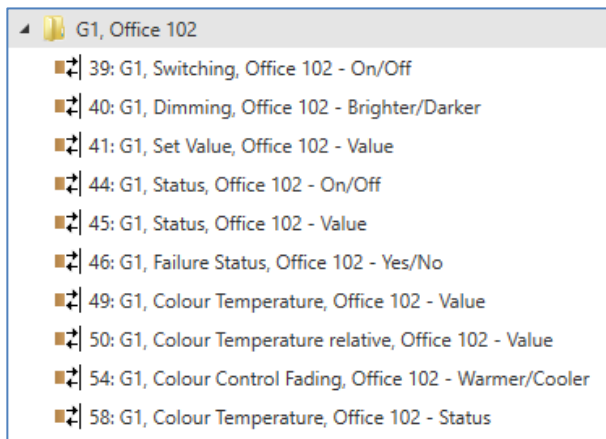 G1, Office 102
39: G1, Switching, Office 102 - On/Off
40: G1, Dimming, Office 102 - Brighter/Darker
41: G1, Set Value, Office 102 - Value
44: G1, Status, Office 102 - On/Off
45: G1, Status, Office 102 - Value
46: G1, Failure Status, Office 102 - Yes/No
49: G1, Colour Temperature, Office 102 - Value
50: G1, Colour Temperature relative, Office 102 - Value
54: G1, Colour Control Fading, Office 102 - Warmer/Cooler
58: G1, Colour Temperature, Office 102 - Status